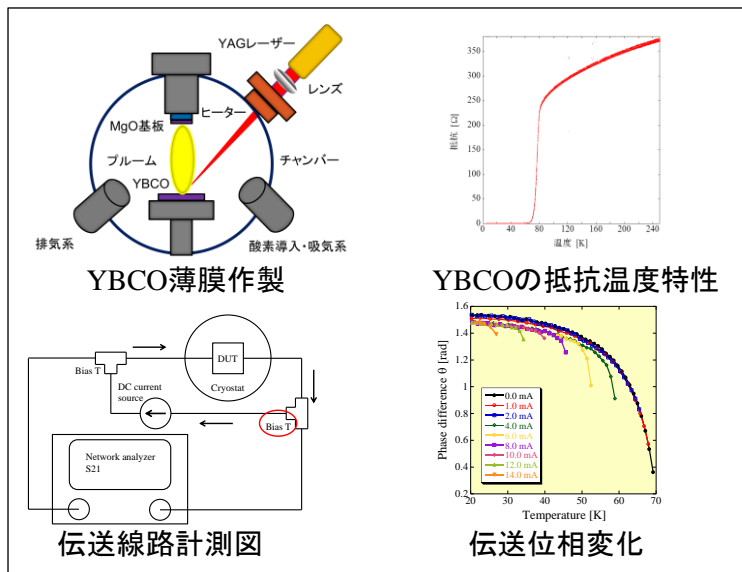 YAGレーザー
レンズ
ヒーター
MgO基板
プルーム
チャンバー
YBCO
排気系
酸素導入・吸気系
YBCO薄膜作製
抵抗 [Ω]
350
300
250
200
150
100
50
0
0 40 80 120 160 200 240
温度 [K]
YBCOの抵抗温度特性
Bias T
DUT
Cryostat
DC current
source
Bias T
Network analyzer
S21
伝送線路計測図
Phase difference θ [rad]
1.6
1.4
1.2
1
0.8
0.6
0.4
0.2
0.0 mA
1.0 mA
2.0 mA
4.0 mA
6.0 mA
8.0 mA
10.0 mA
12.0 mA
14.0 mA
20 30 40 50 60 70
Temperature [K]
伝送位相変化